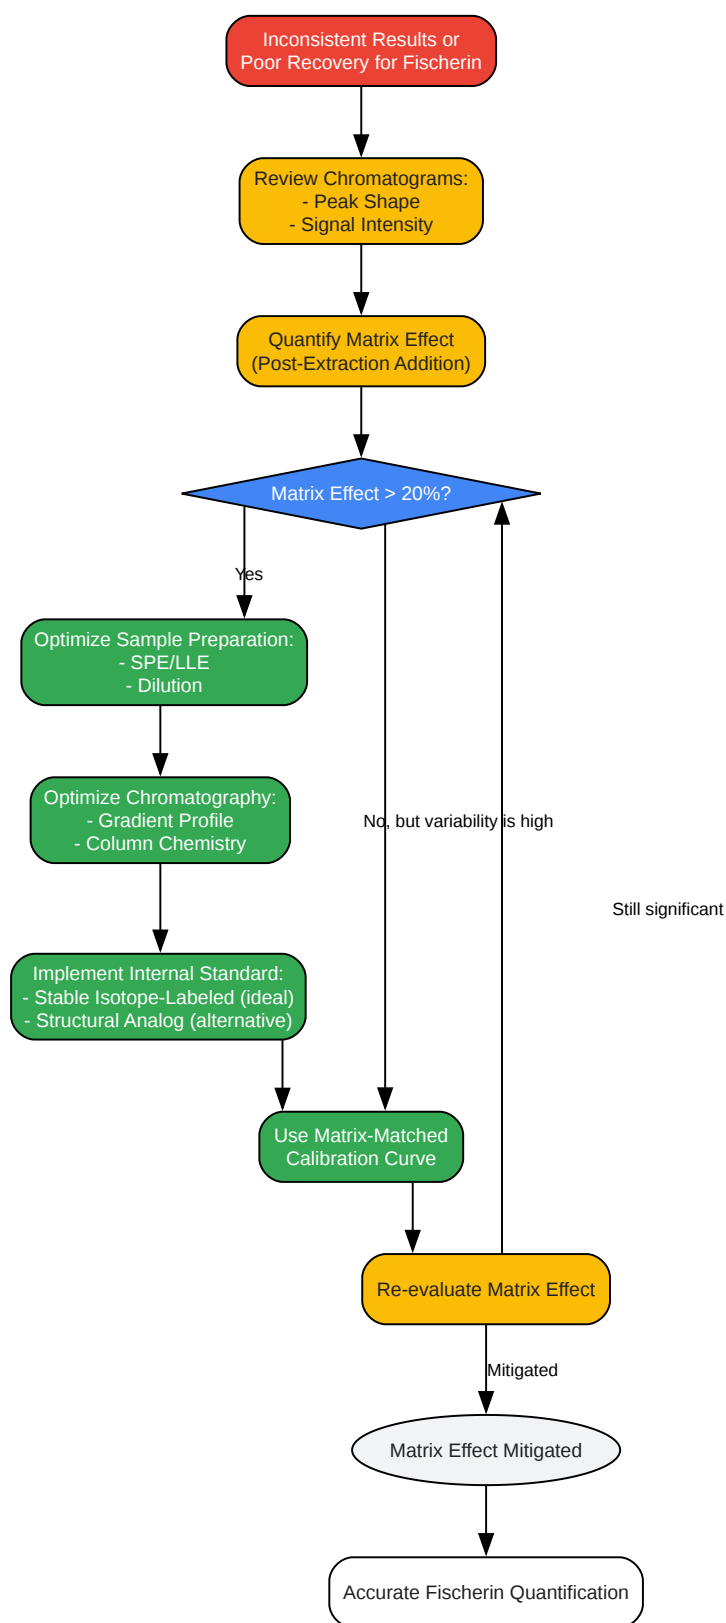 Inconsistent Results or
Poor Recovery for Fischerin
Review Chromatograms:
- Peak Shape
- Signal Intensity
Quantify Matrix Effect
(Post-Extraction Addition)
Matrix Effect > 20%?
Yes
Optimize Sample Preparation:
- SPE/LLE
- Dilution
Optimize Chromatography:
- Gradient Profile
- Column Chemistry
No, but variability is high
Still significant
Implement Internal Standard:
- Stable Isotope-Labeled (ideal)
- Structural Analog (alternative)
Use Matrix-Matched
Calibration Curve
Re-evaluate Matrix Effect
Mitigated
Matrix Effect Mitigated
Accurate Fischerin Quantification